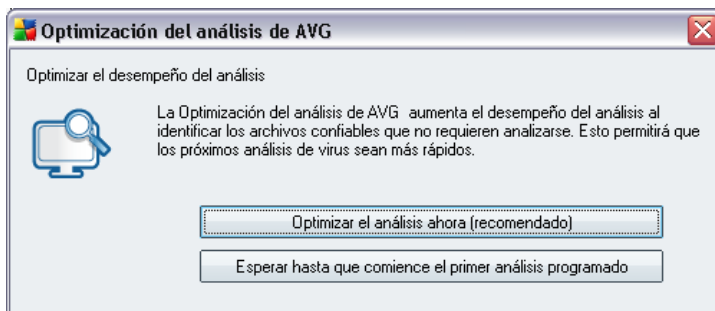 Optimización del análisis de AVG
Optimizar el desempeño del análisis
La Optimización del análisis de AVG aumenta el desempeño del análisis al
identificar los archivos confiables que no requieren analizarse. Esto permitirá que
los próximos análisis de virus sean más rápidos.
Optimizar el análisis ahora (recomendado)
Esperar hasta que comience el primer análisis programado